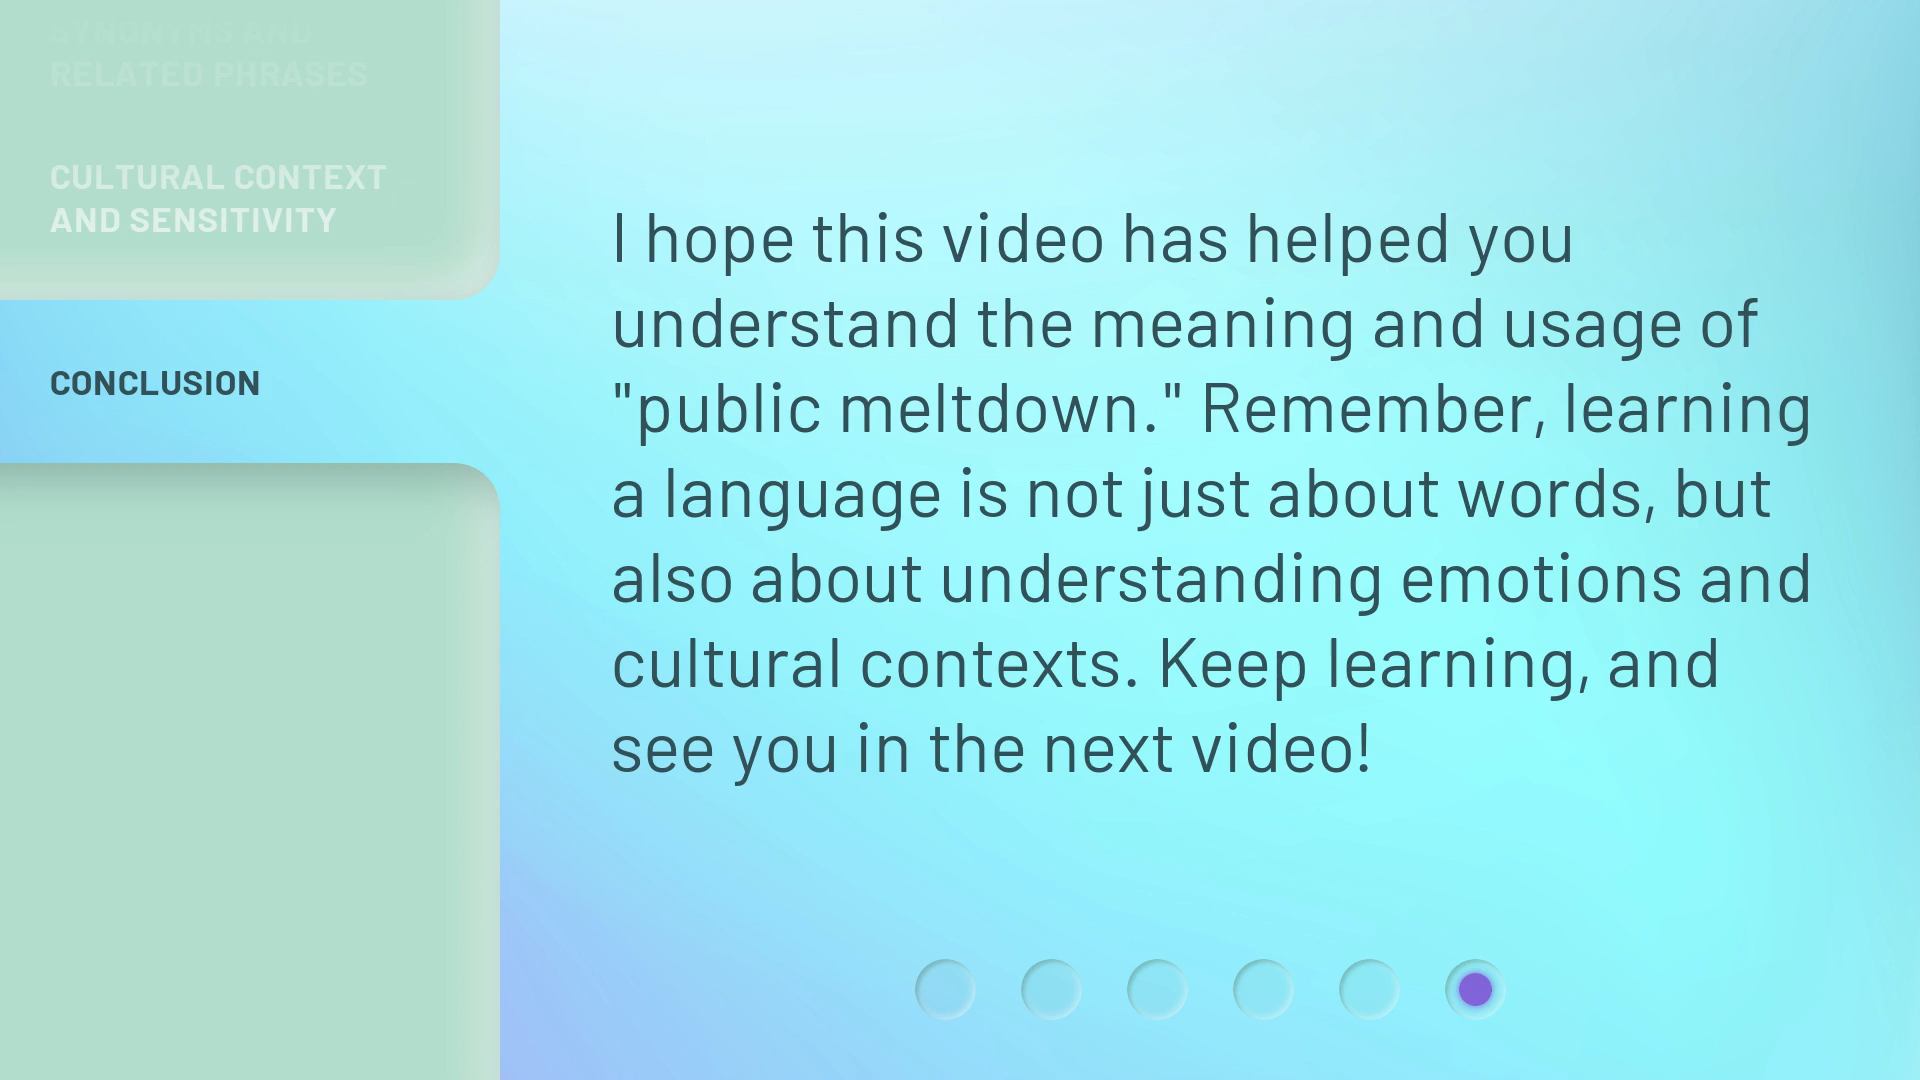 SYNONYMS AND
RELATED PHRASES
CULTURAL CONTEXT
AND SENSITIVITY
CONCLUSION
I hope this video has helped you
understand the meaning and usage of
"public meltdown." Remember, learning
a language is not just about words, but
also about understanding emotions and
cultural contexts. Keep learning, and
see you in the next video!